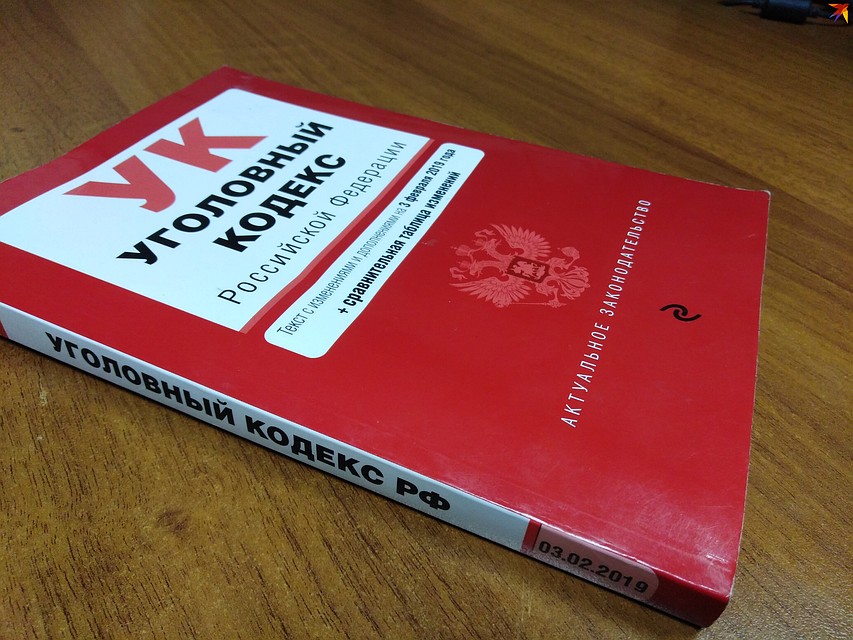 УК
УГОЛОВНЫЙ
КОДЕКС
Российской Федерации
Текст с изменениями и дополнениями на 3 февраля 2019 года
+ сравнительная таблица изменений
АКТУАЛЬНОЕ ЗАКОНОДАТЕЛЬСТВО
УГОЛОВНЫЙ КОДЕКС РФ
03.02.2019